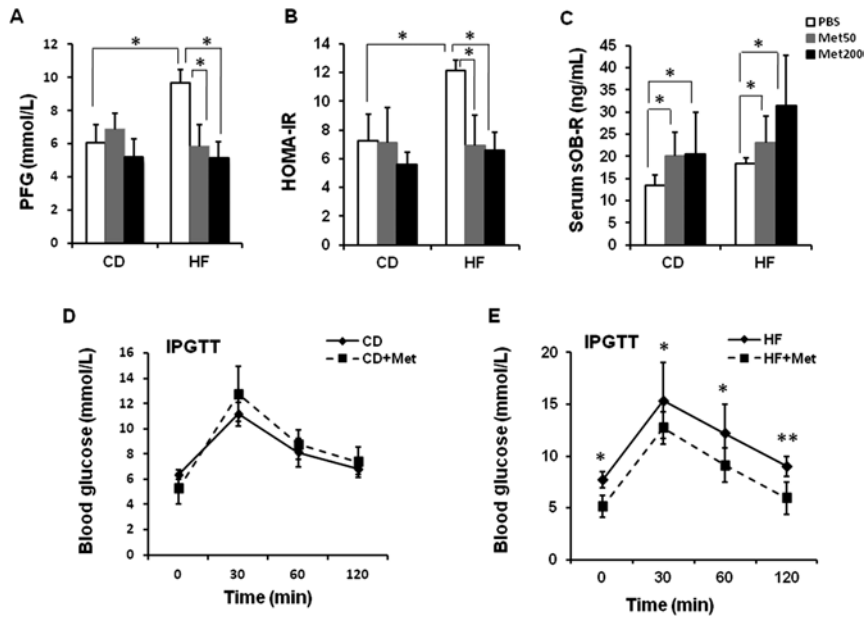 A
PFG (mmol/L)
12
10
8
6
4
2
0
*
*
*
CD
HF
B
HOMA-IR
14
12
10
8
6
4
2
0
*
*
*
CD
HF
C
Serum sOB-R (ng/mL)
45
40
35
30
25
20
15
10
5
0
PBS
Met50
Met200
*
*
*
*
CD
HF
D
IPGTT
Blood glucose (mmol/L)
16
14
12
10
8
6
4
2
0
CD
CD+Met
0 30 60 120
Time (min)
E
IPGTT
Blood glucose (mmol/L)
20
15
10
5
0
HF
HF+Met
*
*
*
**
0 30 60 120
Time (min)